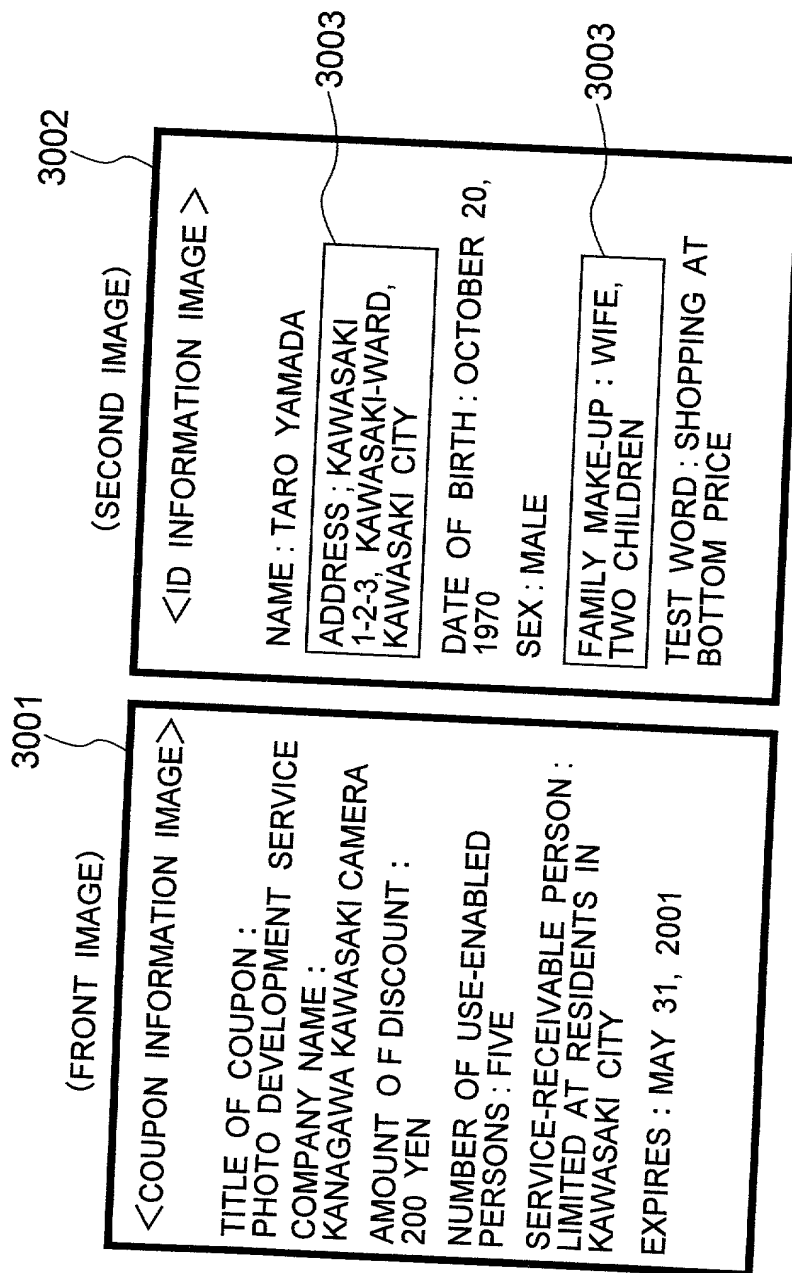 (FRONT IMAGE)
3001
<COUPON INFORMATION IMAGE>
TITLE OF COUPON :
PHOTO DEVELOPMENT SERVICE
COMPANY NAME :
KANAGAWA KAWASAKI CAMERA
AMOUNT OF DISCOUNT :
200 YEN
NUMBER OF USE-ENABLED
PERSONS : FIVE
SERVICE-RECEIVABLE PERSON :
LIMITED AT RESIDENTS IN
KAWASAKI CITY
EXPIRES : MAY 31, 2001
(SECOND IMAGE)
3002
<ID INFORMATION IMAGE >
NAME : TARO YAMADA
ADDRESS ; KAWASAKI
1-2-3, KAWASAKI-WARD,
KAWASAKI CITY
3003
DATE OF BIRTH : OCTOBER 20,
1970
SEX : MALE
FAMILY MAKE-UP : WIFE,
TWO CHILDREN
3003
TEST WORD : SHOPPING AT
BOTTOM PRICE